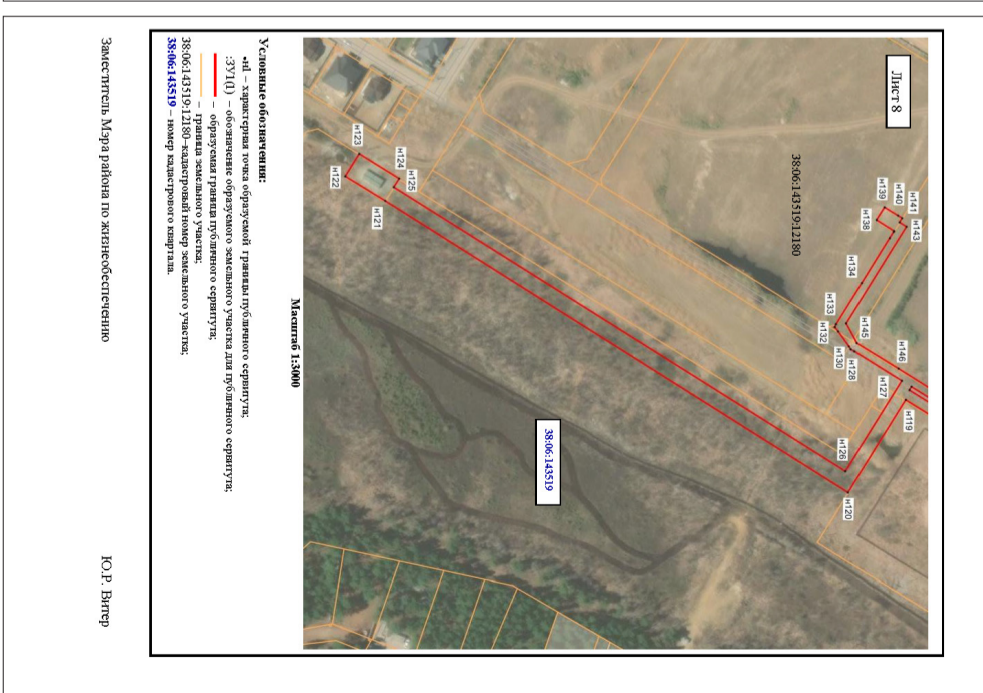 Лист 8
38:06:143519:12180
н141
н140
н139
н143
н138
н134
н133
н132
н145
н130
н128
н146
н127
н119
н126
н120
н123
н124
н125
н122
н121
38:06:143519
Масштаб 1:3000
Условные обозначения:
•н1 – характерная точка образуемой границы публичного сервитута;
:ЗУ1(1) – обозначение образуемого земельного участка для публичного сервитута;
– образуемая граница публичного сервитута;
– граница земельного участка;
38:06:143519:12180–кадастровый номер земельного участка;
38:06:143519 – номер кадастрового квартала.
Заместитель Мэра района по жизнеобеспечению Ю.Р. Витер